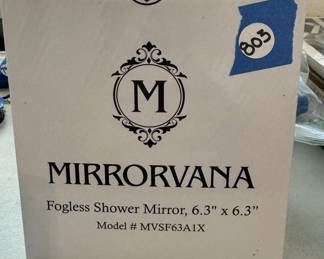 803
M
MIRRORVANA
Fogless Shower Mirror, 6.3" x 6.3”
Model # MVSF63A1X